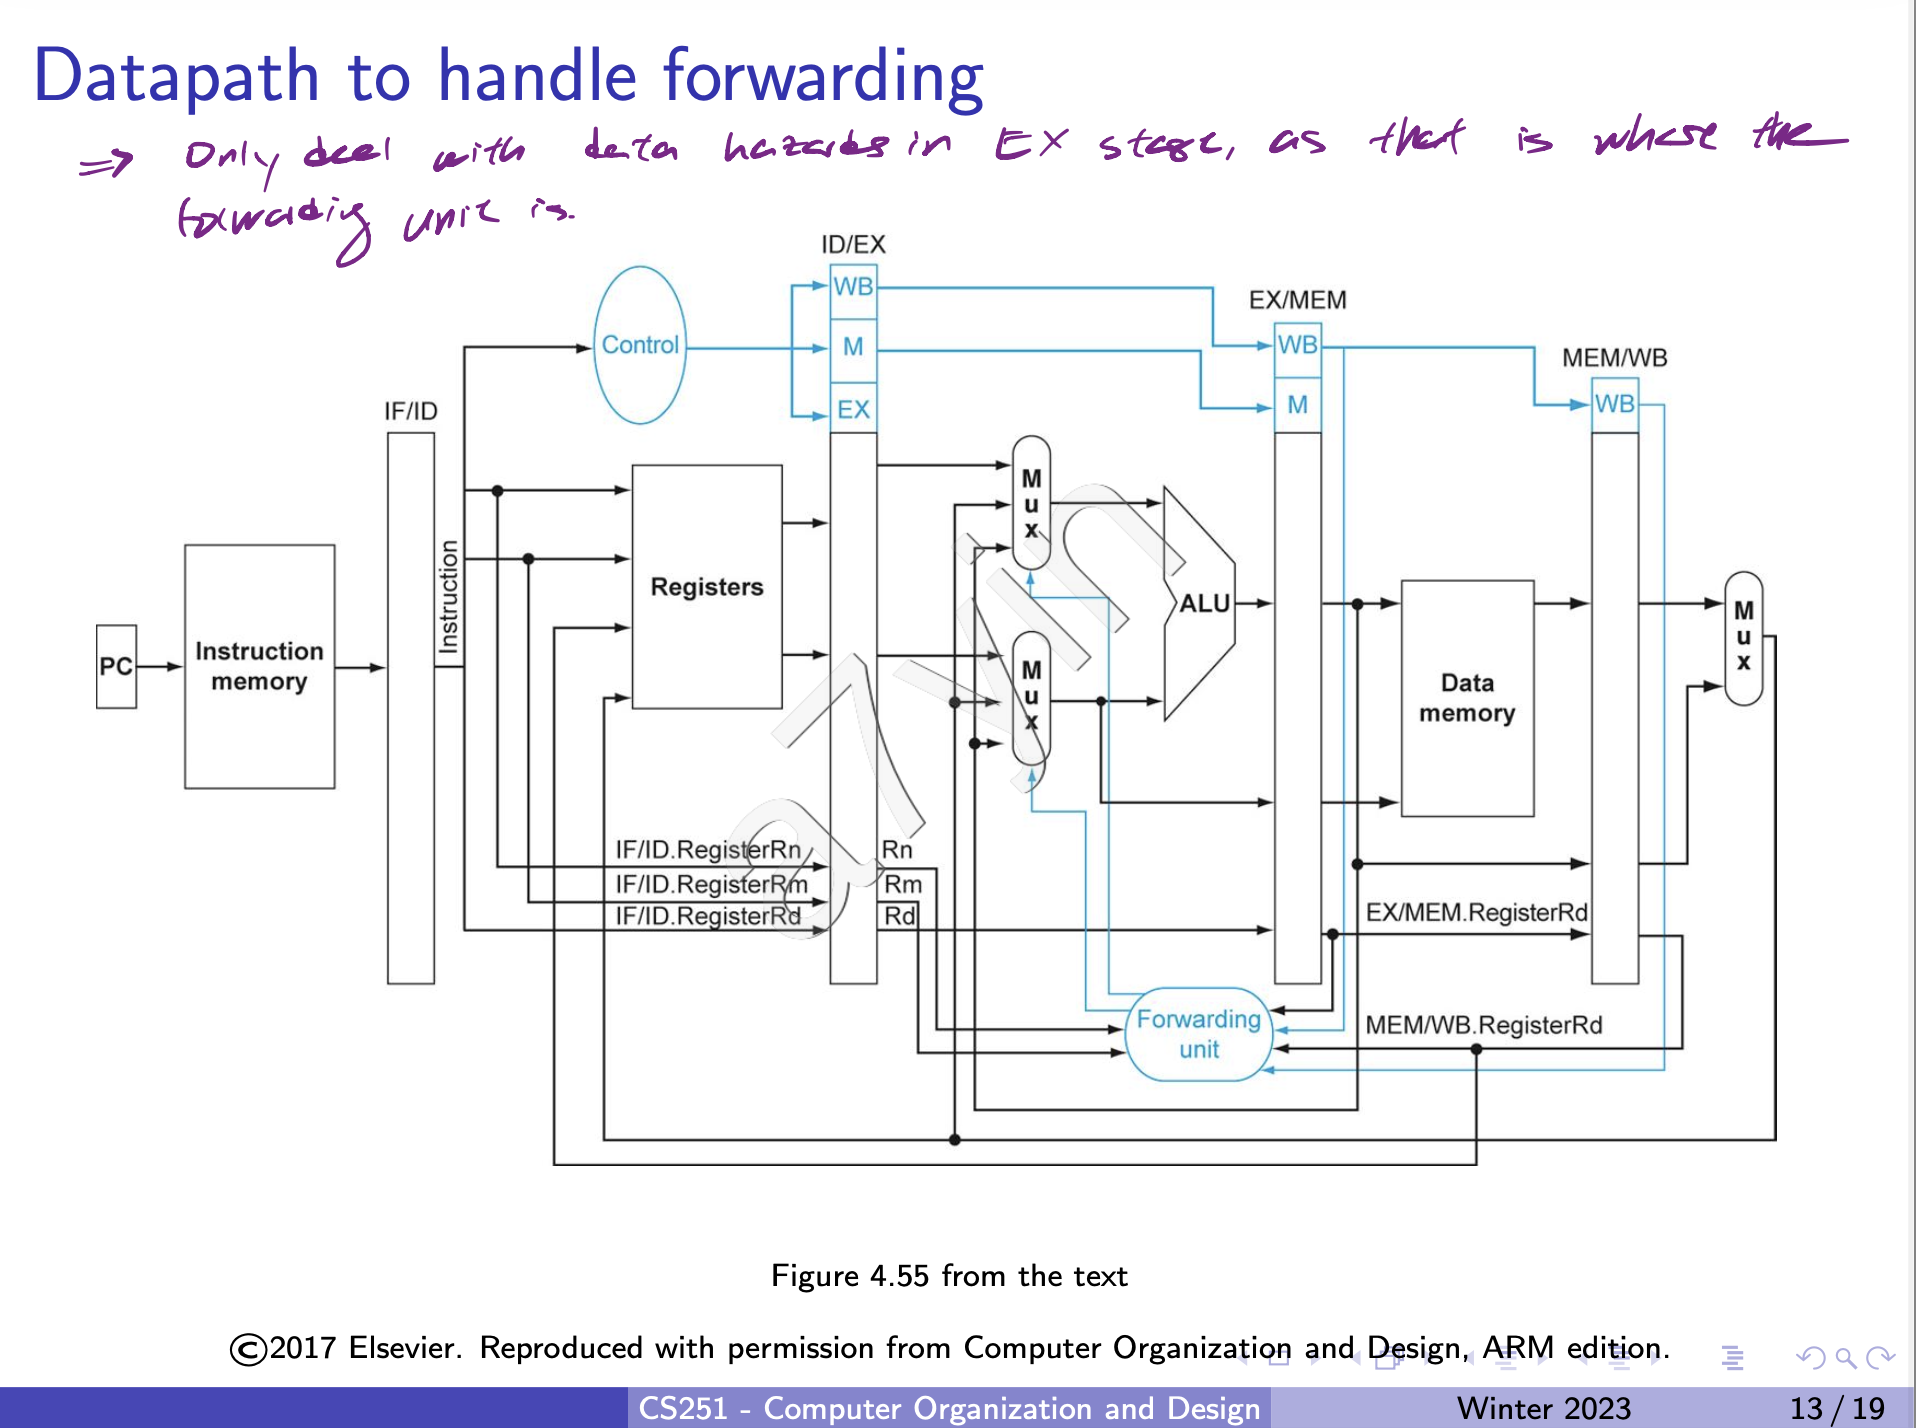 Datapath to handle forwarding
⇒ Only deal with data hazards in EX stage, as that is where the
forwarding unit is.
ID/EX
WB
EX/MEM
Control
M
WB
MEM/WB
IF/ID
EX
M
WB
Mux
Instruction
Registers
ALU
Mux
PC
Instruction
memory
Mux
Data
memory
a7yin
IF/ID.RegisterRn
Rn
IF/ID.RegisterRm
Rm
IF/ID.RegisterRd
Rd
EX/MEM.RegisterRd
Forwarding
unit
MEM/WB.RegisterRd
Figure 4.55 from the text
©2017 Elsevier. Reproduced with permission from Computer Organization and Design, ARM edition.
CS251 - Computer Organization and Design
Winter 2023
13 / 19